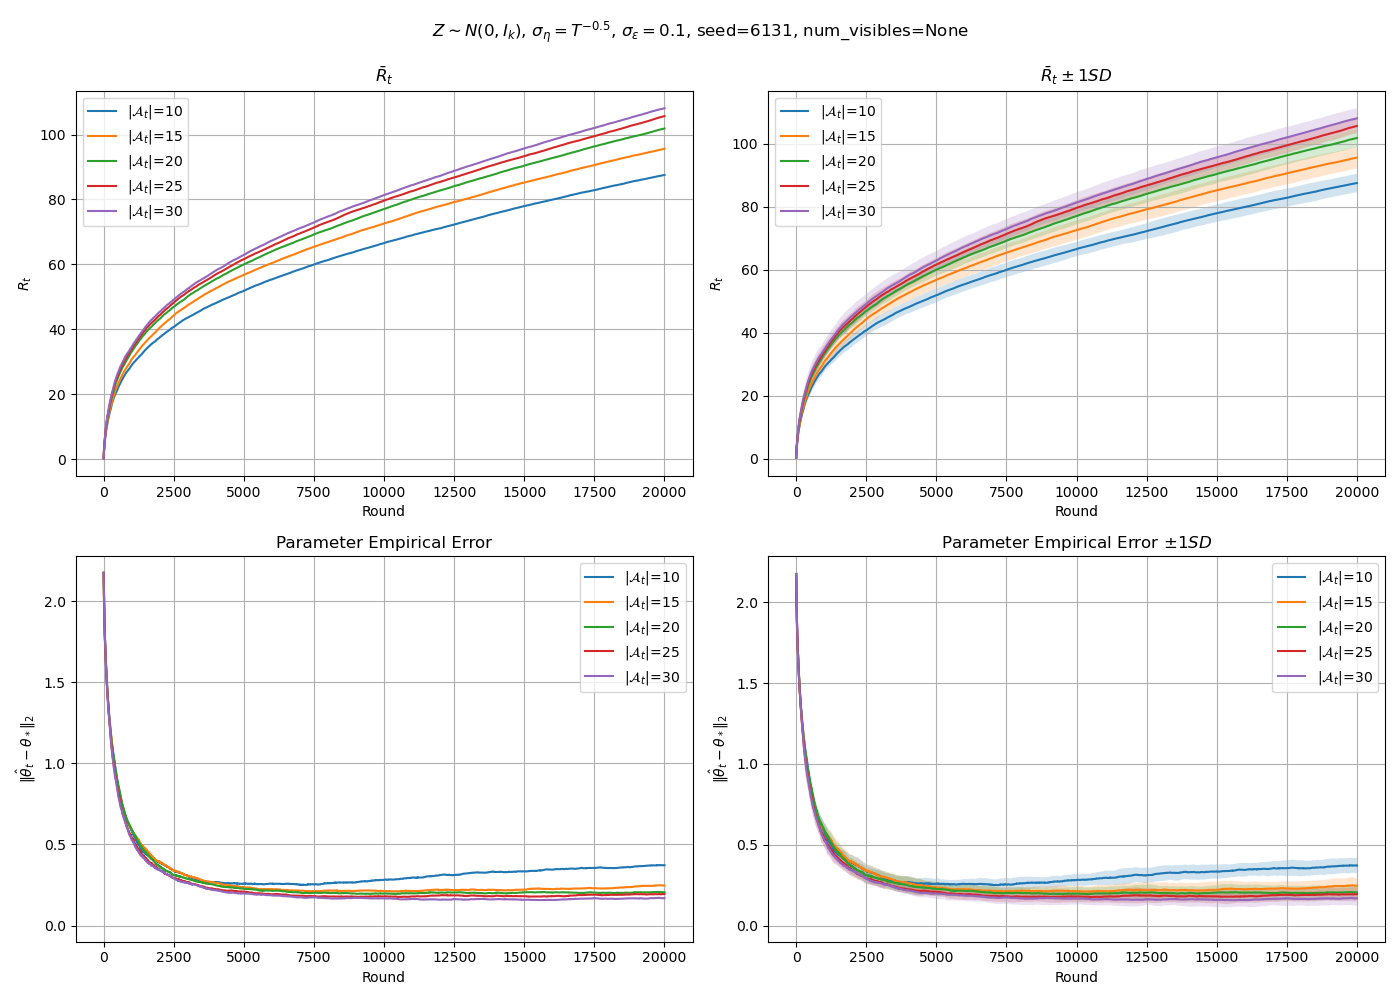 Z ∼ N(0, I_k), σ_η = T^{−0.5}, σ_ε = 0.1, seed=6131, num_visibles=None
R̄_t
|𝒜_t|=10
|𝒜_t|=15
|𝒜_t|=20
|𝒜_t|=25
|𝒜_t|=30
100
80
60
40
20
0
R_t
0 2500 5000 7500 10000 12500 15000 17500 20000
Round
R̄_t ± 1SD
|𝒜_t|=10
|𝒜_t|=15
|𝒜_t|=20
|𝒜_t|=25
|𝒜_t|=30
100
80
60
40
20
0
R_t
0 2500 5000 7500 10000 12500 15000 17500 20000
Round
Parameter Empirical Error
|𝒜_t|=10
|𝒜_t|=15
|𝒜_t|=20
|𝒜_t|=25
|𝒜_t|=30
2.0
1.5
1.0
0.5
0.0
‖θ̂_t − θ_*‖_2
0 2500 5000 7500 10000 12500 15000 17500 20000
Round
Parameter Empirical Error ±1SD
|𝒜_t|=10
|𝒜_t|=15
|𝒜_t|=20
|𝒜_t|=25
|𝒜_t|=30
2.0
1.5
1.0
0.5
0.0
‖θ̂_t − θ_*‖_2
0 2500 5000 7500 10000 12500 15000 17500 20000
Round